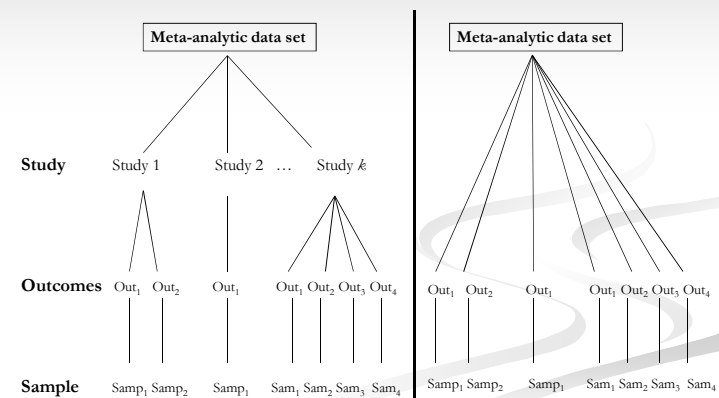 Meta-analytic data set
Study Study 1 Study 2 … Study k
Outcomes Out₁ Out₂ Out₁ Out₁ Out₂ Out₃ Out₄
Sample Samp₁ Samp₂ Samp₁ Sam₁ Sam₂ Sam₃ Sam₄
Meta-analytic data set
Out₁ Out₂ Out₁ Out₁ Out₂ Out₃ Out₄
Samp₁ Samp₂ Samp₁ Sam₁ Sam₂ Sam₃ Sam₄